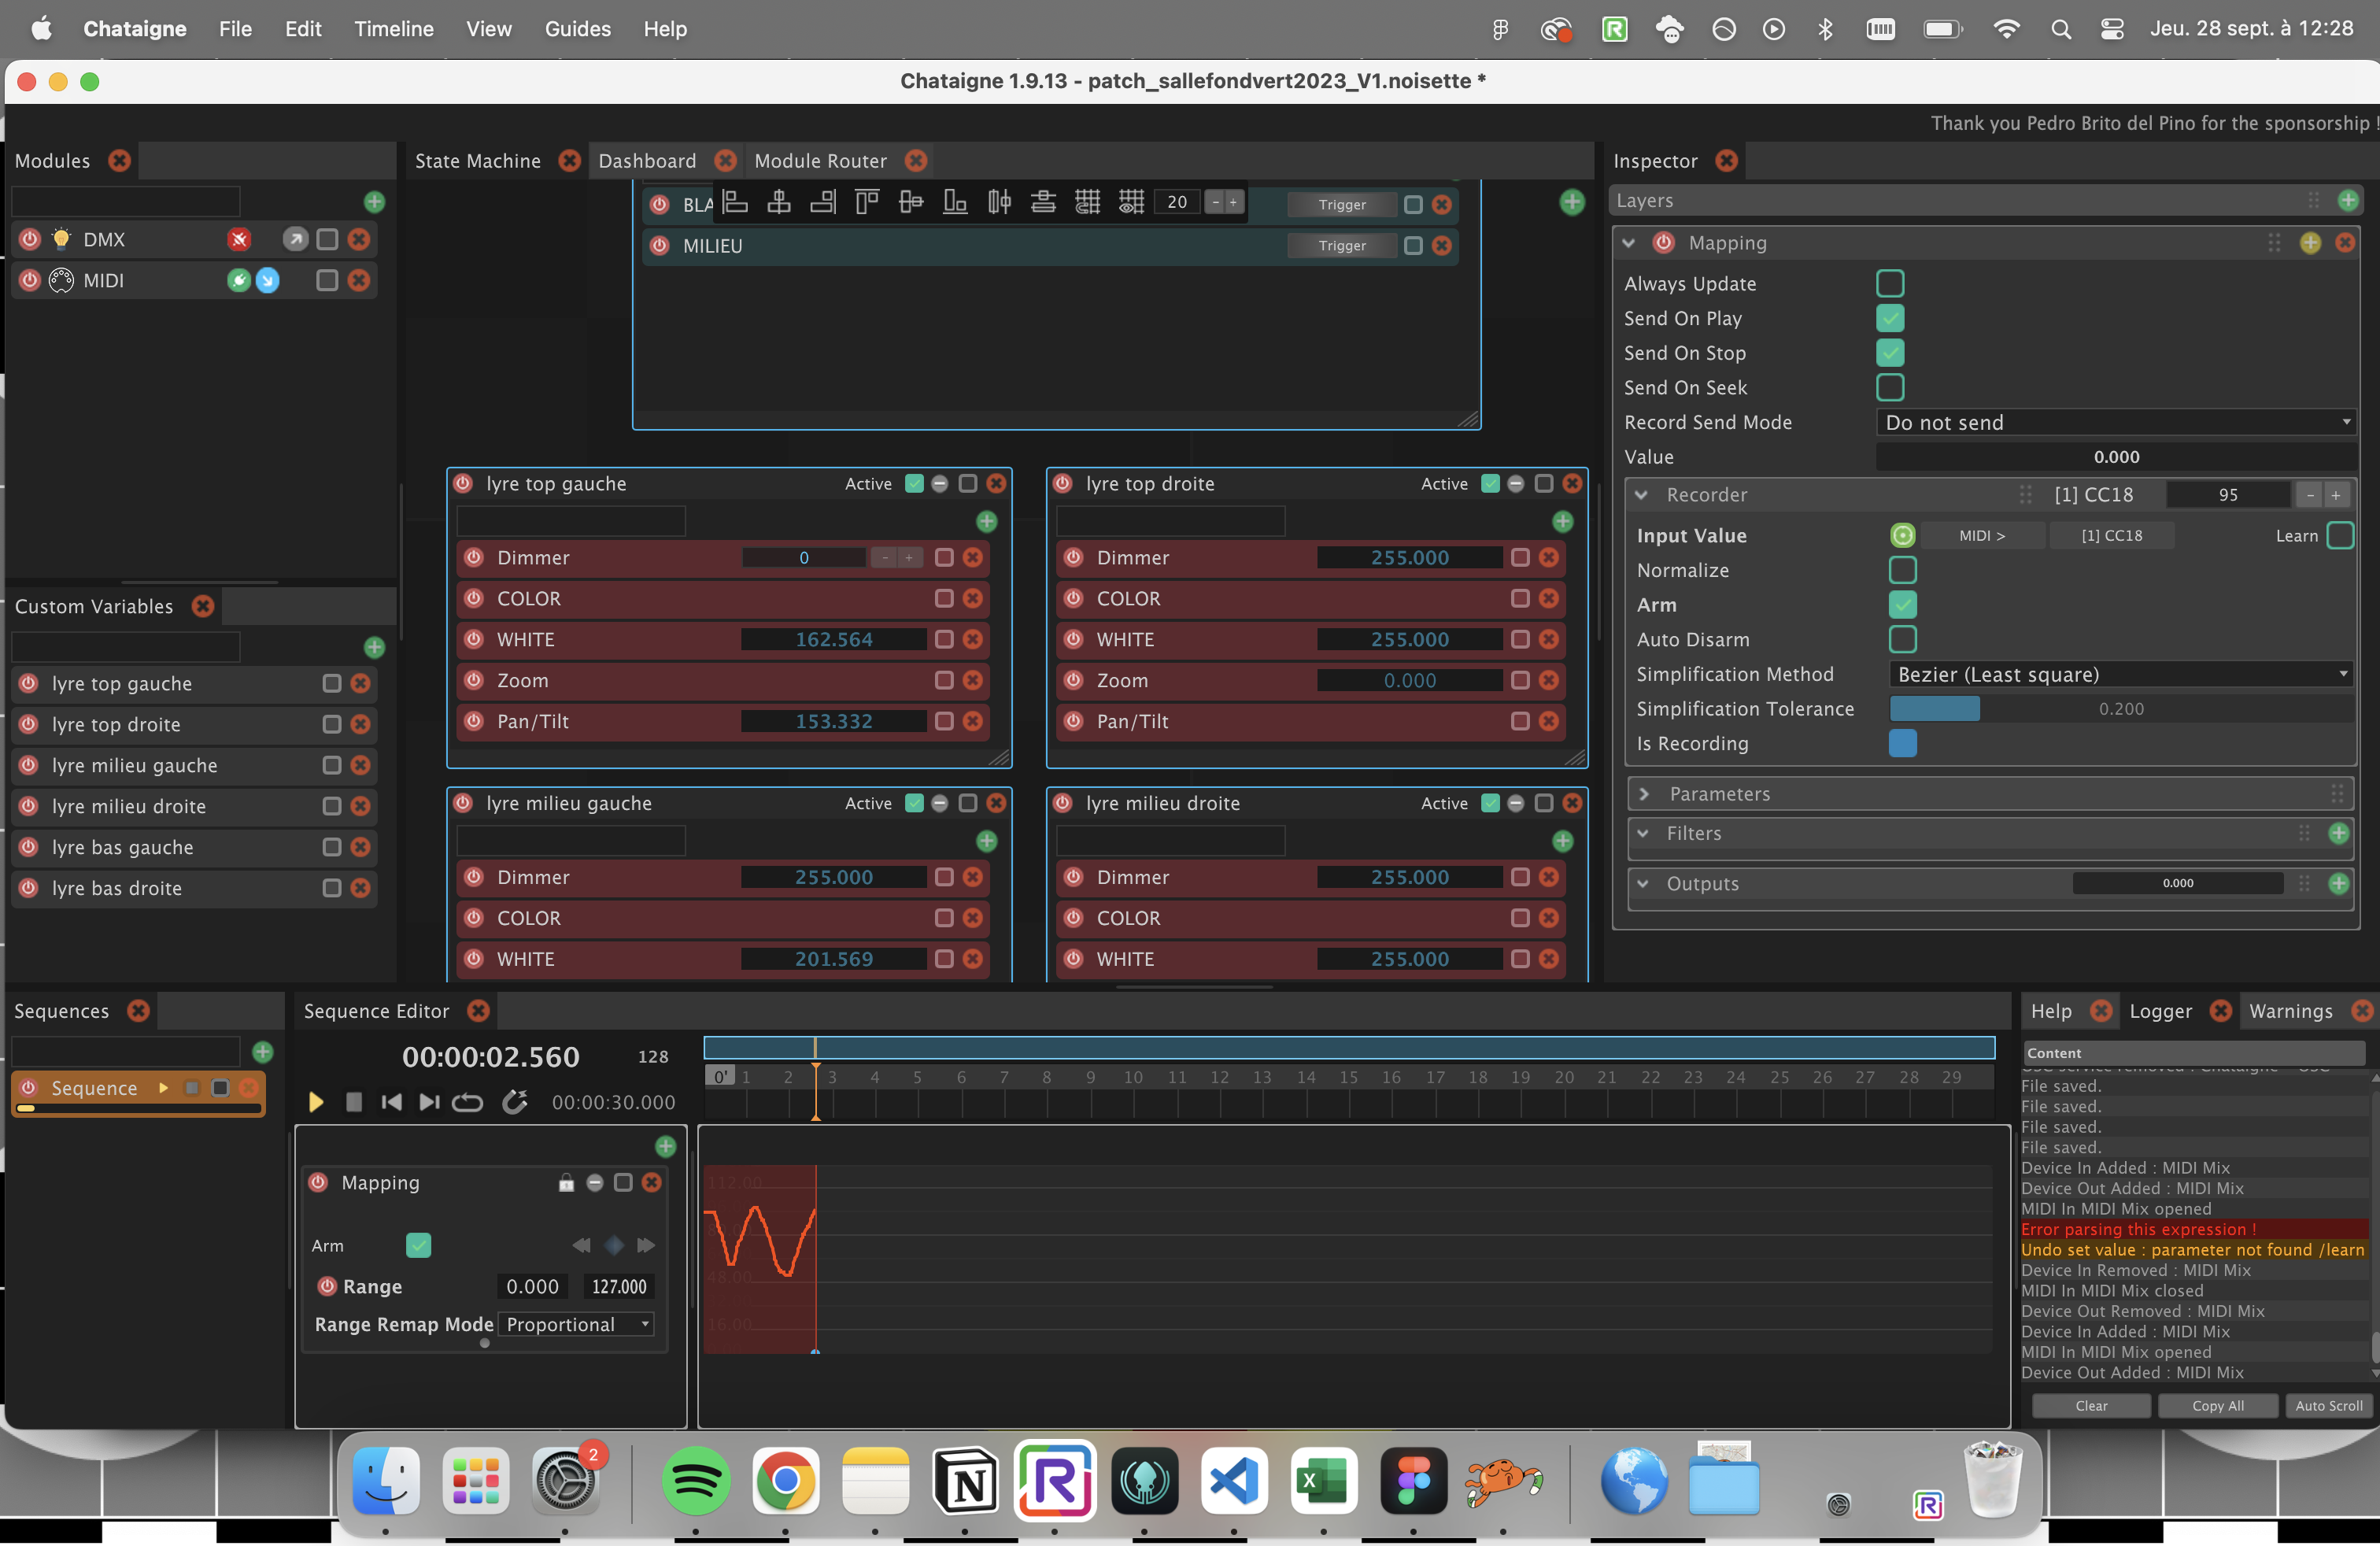 Chataigne File Edit Timeline View Guides Help Jeu. 28 sept. à 12:28
Chataigne 1.9.13 - patch_sallefondvert2023_V1.noisette *
Thank you Pedro Brito del Pino for the sponsorship !
Modules
DMX
MIDI
Custom Variables
lyre top gauche
lyre top droite
lyre milieu gauche
lyre milieu droite
lyre bas gauche
lyre bas droite
State Machine Dashboard Module Router
BLA 20 Trigger
MILIEU Trigger
lyre top gauche Active
Dimmer 0 - +
COLOR
WHITE 162.564
Zoom
Pan/Tilt 153.332
lyre top droite Active
Dimmer 255.000
COLOR
WHITE 255.000
Zoom 0.000
Pan/Tilt
lyre milieu gauche Active
Dimmer 255.000
COLOR
WHITE 201.569
lyre milieu droite Active
Dimmer 255.000
COLOR
WHITE 255.000
Inspector
Layers
Mapping
Always Update
Send On Play
Send On Stop
Send On Seek
Record Send Mode Do not send
Value 0.000
Recorder [1] CC18 95 - +
Input Value MIDI > [1] CC18 Learn
Normalize
Arm
Auto Disarm
Simplification Method Bezier (Least square)
Simplification Tolerance 0.200
Is Recording
Parameters
Filters
Outputs 0.000
Sequences
Sequence
Sequence Editor
00:00:02.560 128
00:00:30.000
0' 1 2 3 4 5 6 7 8 9 10 11 12 13 14 15 16 17 18 19 20 21 22 23 24 25 26 27 28 29
Mapping
Arm
Range 0.000 127.000
Range Remap Mode Proportional
112.00
48.00
16.00
Help Logger Warnings
Content
OSC service removed : Chataigne - OSC
File saved.
File saved.
File saved.
File saved.
Device In Added : MIDI Mix
Device Out Added : MIDI Mix
MIDI In MIDI Mix opened
Error parsing this expression !
Undo set value : parameter not found /learn
Device In Removed : MIDI Mix
MIDI In MIDI Mix closed
Device Out Removed : MIDI Mix
Device In Added : MIDI Mix
MIDI In MIDI Mix opened
Device Out Added : MIDI Mix
Clear Copy All Auto Scroll
2